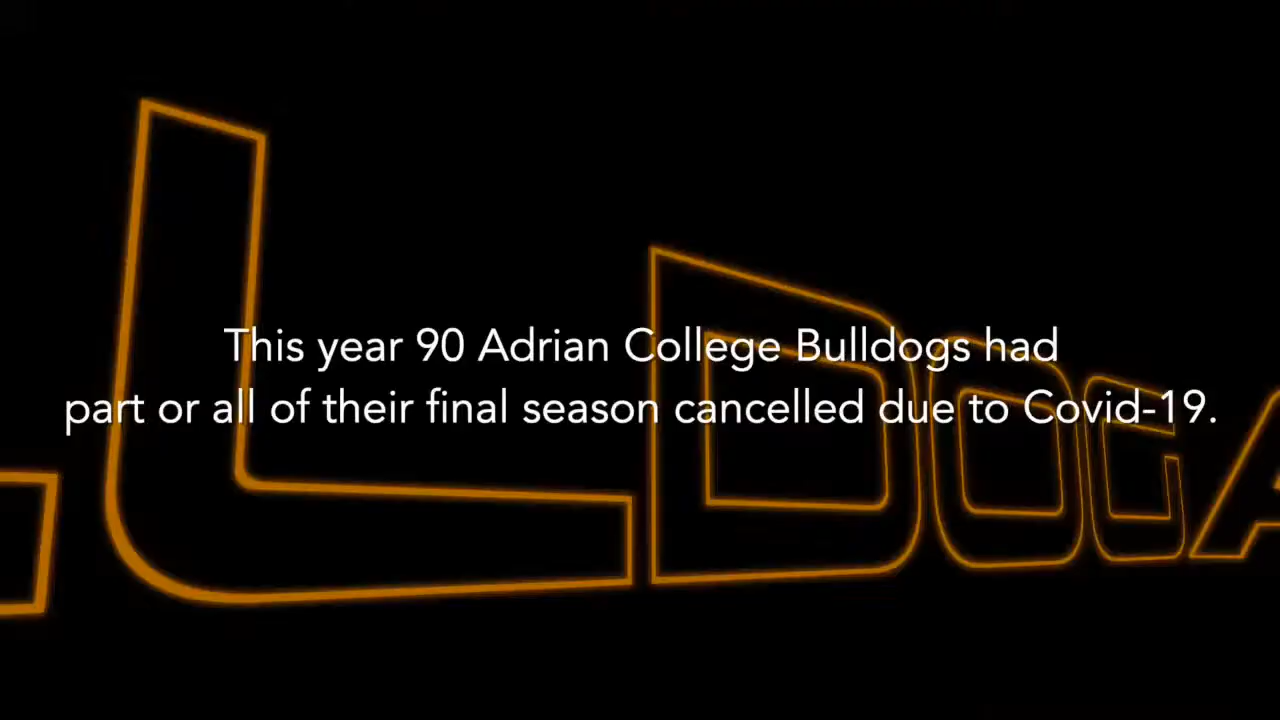 This year 90 Adrian College Bulldogs had
part or all of their final season cancelled due to Covid-19.
LDOGA